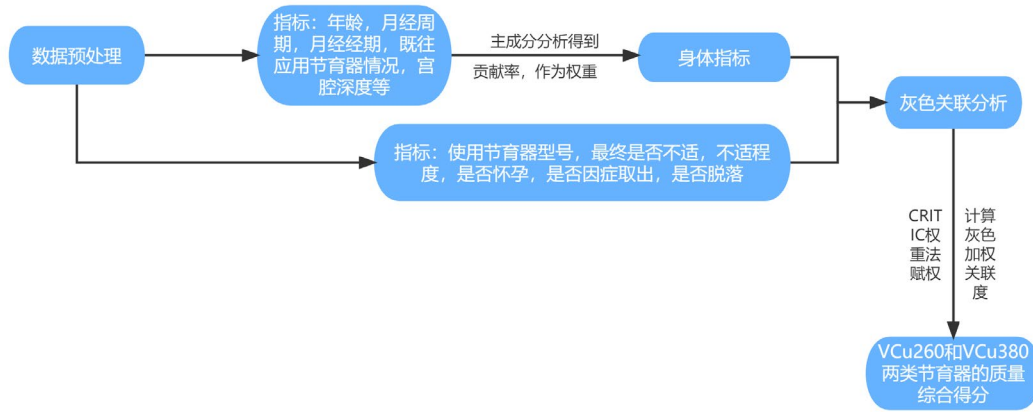 数据预处理
指标：年龄，月经周
期，月经经期，既往
应用节育器情况，宫
腔深度等
主成分分析得到
贡献率，作为权重
身体指标
灰色关联分析
指标：使用节育器型号，最终是否不适，不适程
度，是否怀孕，是否因症取出，是否脱落
CRIT
IC权
重法
赋权
计算
灰色
加权
关联
度
VCu260和VCu380
两类节育器的质量
综合得分